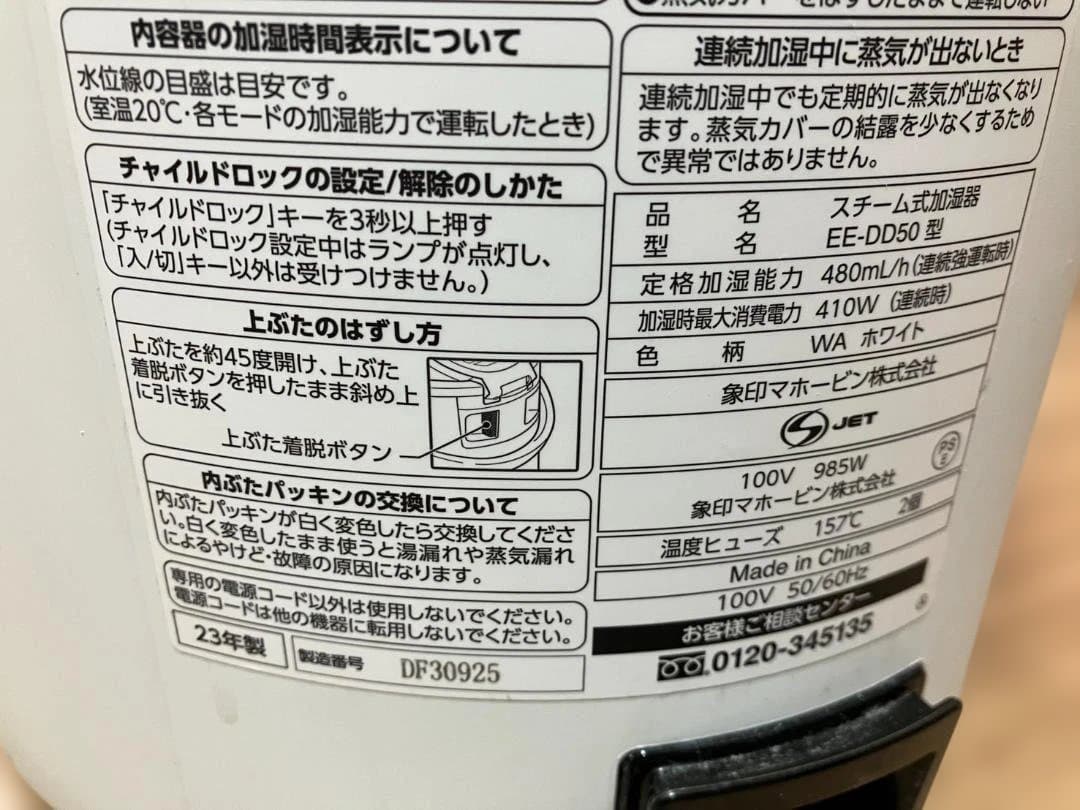 内容器の加湿時間表示について
水位線の目盛は目安です。
(室温20℃・各モードの加湿能力で運転したとき)
チャイルドロックの設定/解除のしかた
「チャイルドロック」キーを3秒以上押す
(チャイルドロック設定中はランプが点灯し、
「入/切」キー以外は受けつけません。)
上ぶたのはずし方
上ぶたを約45度開け、上ぶた
着脱ボタンを押したまま斜め上
に引き抜く
上ぶた着脱ボタン
内ぶたパッキンの交換について
内ぶたパッキンが白く変色したら交換してくださ
い。白く変色したまま使うと湯漏れや蒸気漏れ
によるやけど・故障の原因になります。
専用の電源コード以外は使用しないでください。
電源コードは他の機器に転用しないでください。
23年製
製造番号 DF30925
連続加湿中に蒸気が出ないとき
連続加湿中でも定期的に蒸気が出なくなり
ます。蒸気カバーの結露を少なくするため
で異常ではありません。
品名 スチーム式加湿器
型名 EE-DD50 型
定格加湿能力 480mL/h(連続強運転時)
加湿時最大消費電力 410W (連続時)
色柄 WA ホワイト
象印マホービン株式会社
S JET
100V 985W
PS
E
象印マホービン株式会社
温度ヒューズ 157℃ 2個
Made in China
100V 50/60Hz
お客様ご相談センター
0120-345135